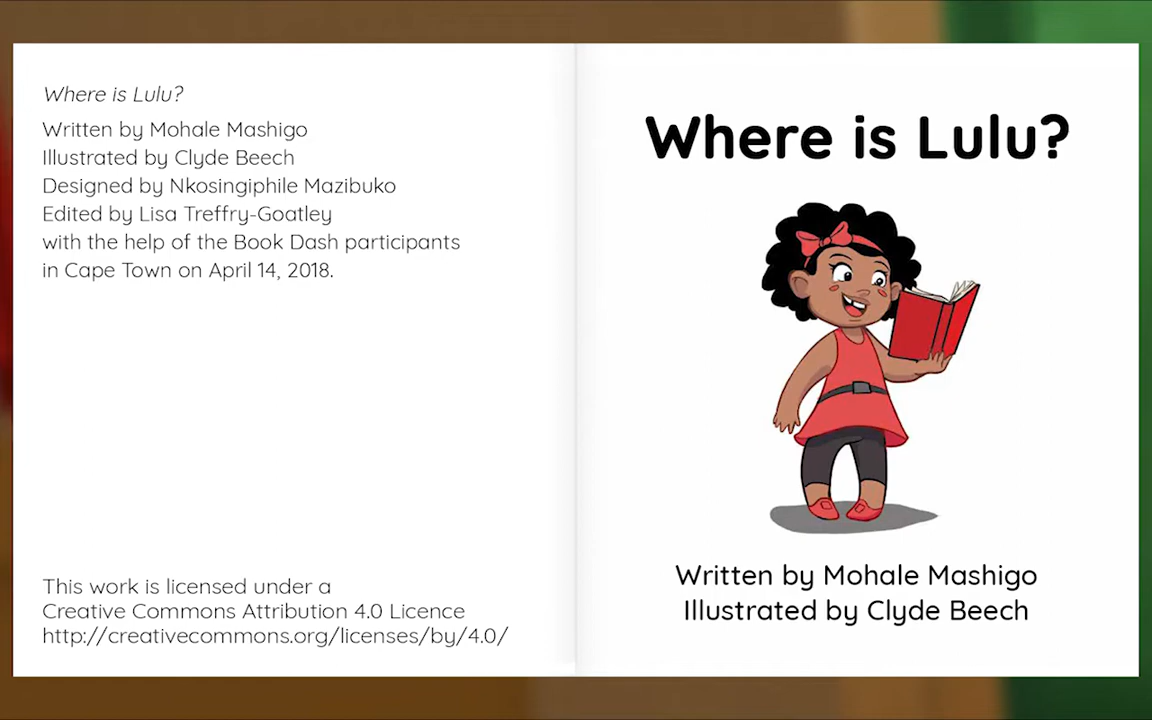 Where is Lulu?
Written by Mohale Mashigo
Illustrated by Clyde Beech
Designed by Nkosingiphile Mazibuko
Edited by Lisa Treffry-Goatley
with the help of the Book Dash participants
in Cape Town on April 14, 2018.
This work is licensed under a
Creative Commons Attribution 4.0 Licence
http://creativecommons.org/licenses/by/4.0/
Where is Lulu?
Written by Mohale Mashigo
Illustrated by Clyde Beech